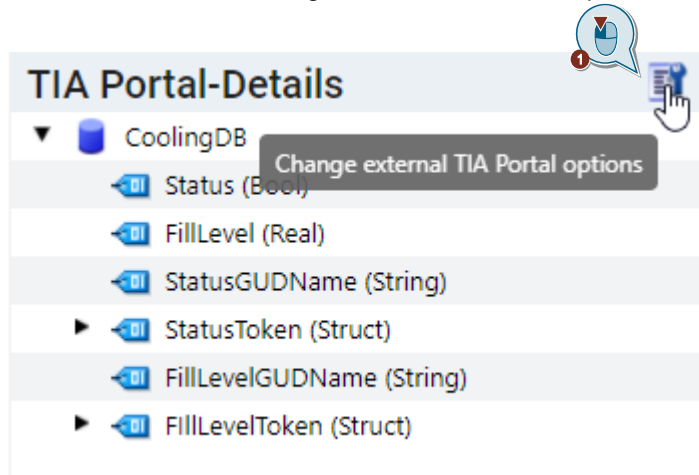 1
TIA Portal-Details
CoolingDB
Change external TIA Portal options
Status (Bool)
FillLevel (Real)
StatusGUDName (String)
StatusToken (Struct)
FillLevelGUDName (String)
FIllLevelToken (Struct)